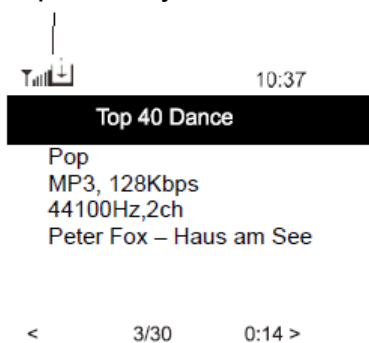 10:37
Top 40 Dance
Pop
MP3, 128Kbps
44100Hz,2ch
Peter Fox – Haus am See
< 3/30 0:14 >